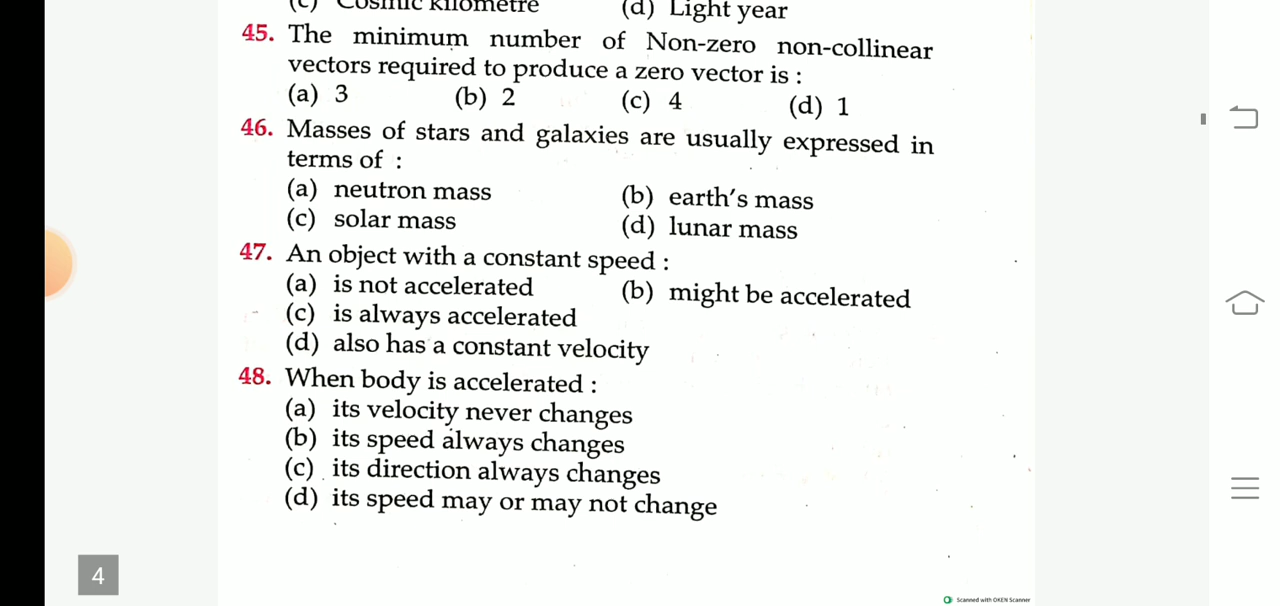 (c) Cosmic kilometre (d) Light year
45. The minimum number of Non-zero non-collinear
vectors required to produce a zero vector is :
(a) 3 (b) 2 (c) 4 (d) 1
46. Masses of stars and galaxies are usually expressed in
terms of :
(a) neutron mass (b) earth's mass
(c) solar mass (d) lunar mass
47. An object with a constant speed :
(a) is not accelerated (b) might be accelerated
(c) is always accelerated
(d) also has a constant velocity
48. When body is accelerated :
(a) its velocity never changes
(b) its speed always changes
(c) its direction always changes
(d) its speed may or may not change
4
Scanned with OKEN Scanner